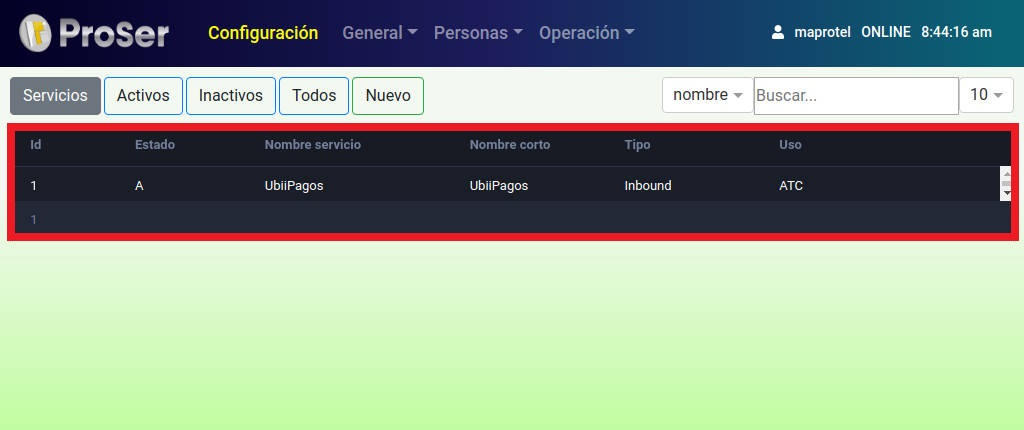 ProSer Configuración General Personas Operación maprotel ONLINE 8:44:16 am
Servicios Activos Inactivos Todos Nuevo nombre Buscar... 10
Id Estado Nombre servicio Nombre corto Tipo Uso
1 A UbiiPagos UbiiPagos Inbound ATC
1